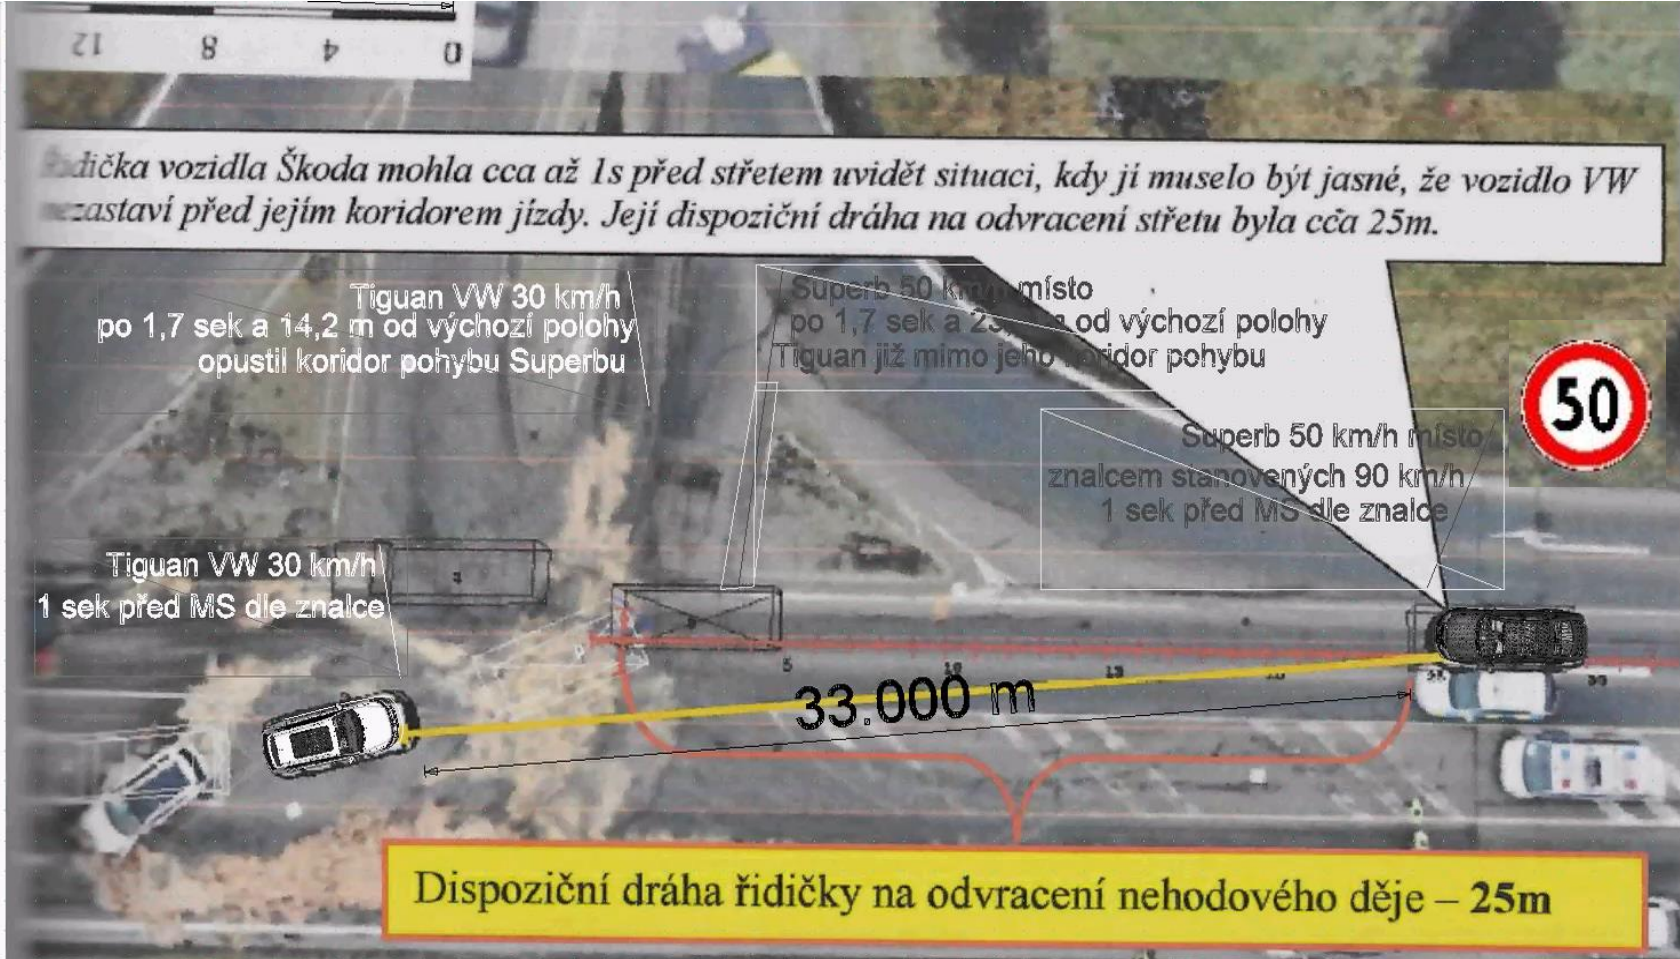 12 8 4 0
Řidička vozidla Škoda mohla cca až 1s před střetem uvidět situaci, kdy jí muselo být jasné, že vozidlo VW
nezastaví před jejím koridorem jízdy. Její dispoziční dráha na odvracení střetu byla cca 25m.
Tiguan VW 30 km/h
po 1,7 sek a 14,2 m od výchozí polohy
opustil koridor pohybu Superbu
Superb 50 km/h místo
po 1,7 sek a od výchozí polohy
Tiguan již mimo jeho koridor pohybu
50
Superb 50 km/h místo
znalcem stanovených 90 km/h
1 sek před MS dle znalce
Tiguan VW 30 km/h
1 sek před MS dle znalce
5 10 15
33.000 m
Dispoziční dráha řidičky na odvracení nehodového děje – 25m